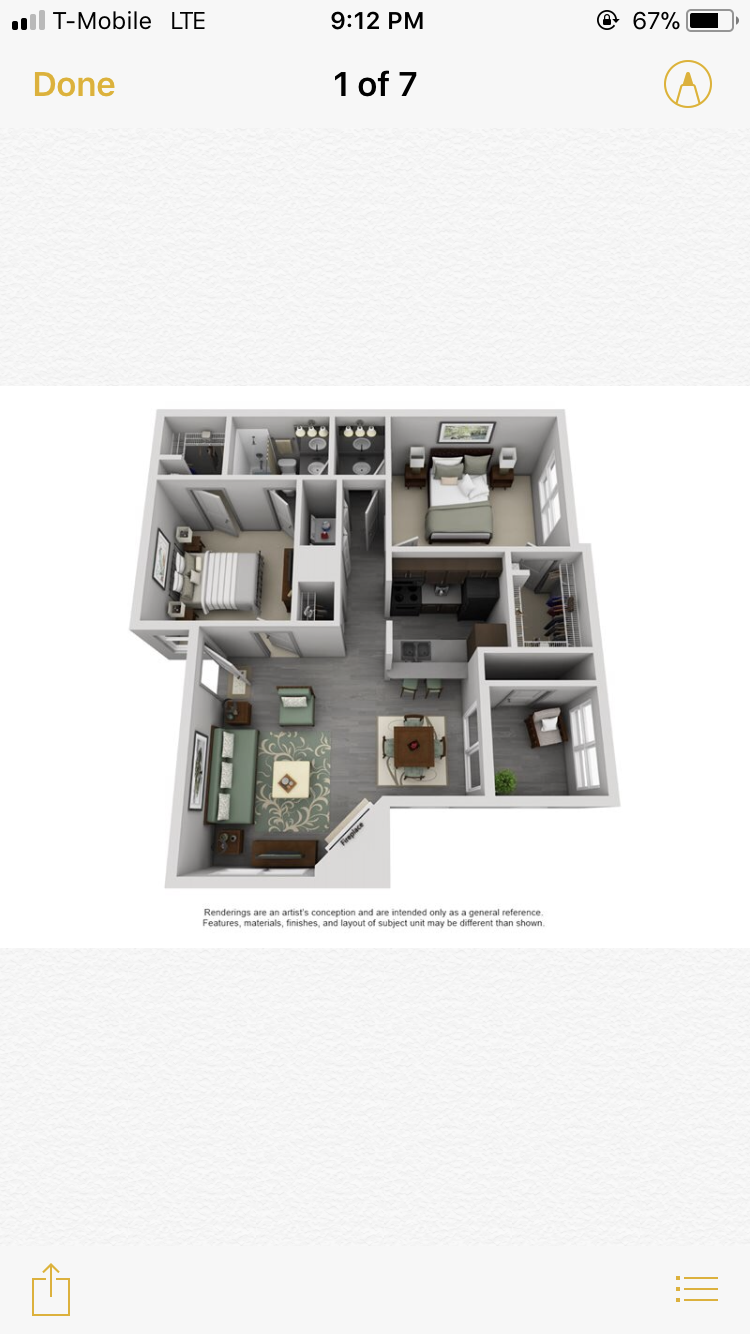 T-Mobile LTE 9:12 PM 67%
Done 1 of 7
Fireplace
Renderings are an artist's conception and are intended only as a general reference.
Features, materials, finishes, and layout of subject unit may be different than shown.